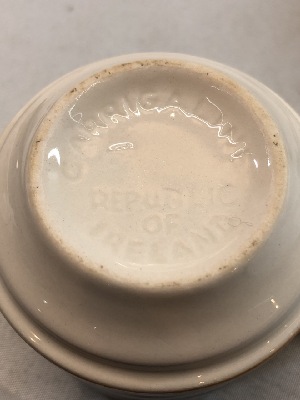 CARRIGALINE
REPUBLIC
OF
IRELAND